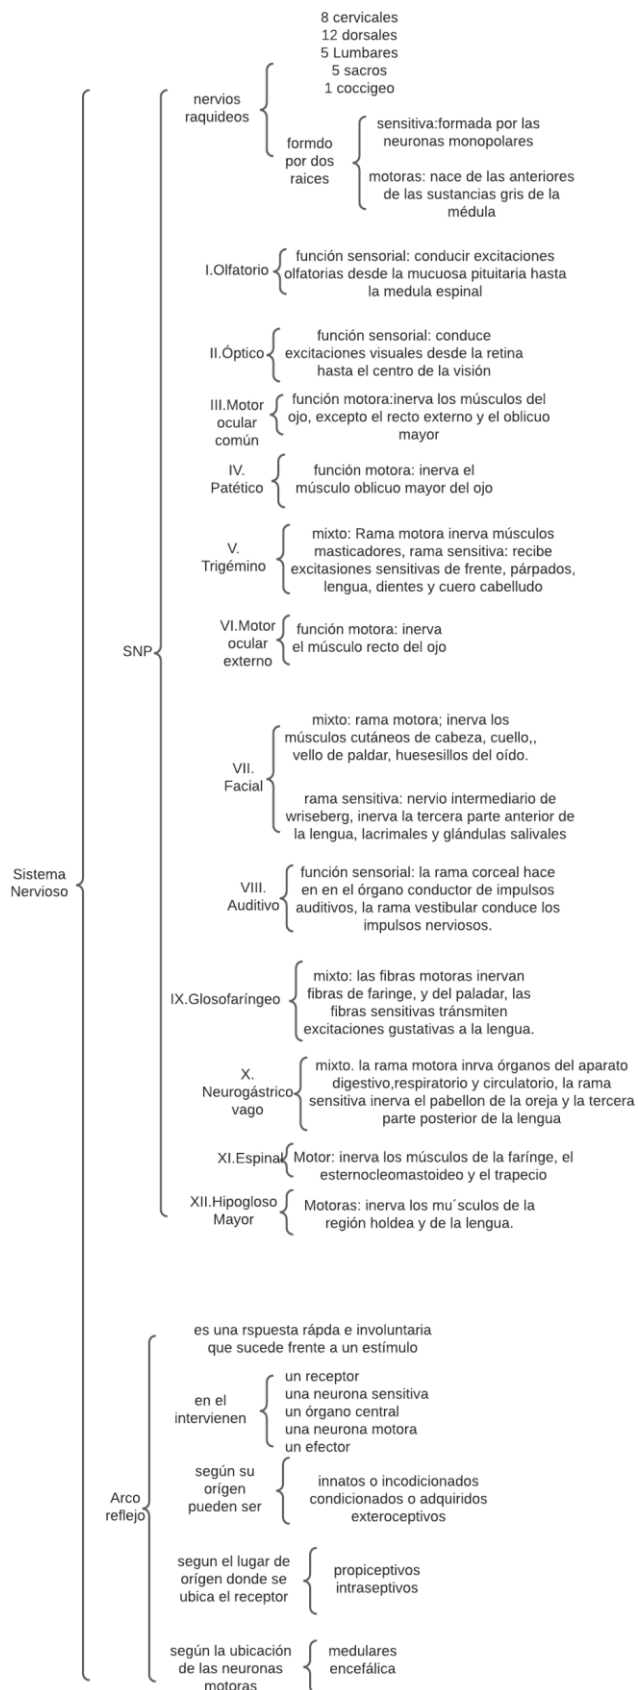 Sistema
Nervioso
SNP
nervios
raquideos
8 cervicales
12 dorsales
5 Lumbares
5 sacros
1 coccigeo
formdo
por dos
raices
sensitiva:formada por las
neuronas monopolares
motoras: nace de las anteriores
de las sustancias gris de la
médula
I.Olfatorio
función sensorial: conducir excitaciones
olfatorias desde la mucuosa pituitaria hasta
la medula espinal
II.Óptico
función sensorial: conduce
excitaciones visuales desde la retina
hasta el centro de la visión
III.Motor
ocular
común
función motora:inerva los músculos del
ojo, excepto el recto externo y el oblicuo
mayor
IV.
Patético
función motora: inerva el
músculo oblicuo mayor del ojo
V.
Trigémino
mixto: Rama motora inerva músculos
masticadores, rama sensitiva: recibe
excitasiones sensitivas de frente, párpados,
lengua, dientes y cuero cabelludo
VI.Motor
ocular
externo
función motora: inerva
el músculo recto del ojo
VII.
Facial
mixto: rama motora; inerva los
músculos cutáneos de cabeza, cuello,,
vello de paldar, huesesillos del oído.
rama sensitiva: nervio intermediario de
wriseberg, inerva la tercera parte anterior de
la lengua, lacrimales y glándulas salivales
VIII.
Auditivo
función sensorial: la rama corceal hace
en en el órgano conductor de impulsos
auditivos, la rama vestibular conduce los
impulsos nerviosos.
IX.Glosofaríngeo
mixto: las fibras motoras inervan
fibras de faringe, y del paladar, las
fibras sensitivas tránsmiten
excitaciones gustativas a la lengua.
X.
Neurogástrico
vago
mixto. la rama motora inrva órganos del aparato
digestivo,respiratorio y circulatorio, la rama
sensitiva inerva el pabellon de la oreja y la tercera
parte posterior de la lengua
XI.Espinal
Motor: inerva los músculos de la farínge, el
esternocleomastoideo y el trapecio
XII.Hipogloso
Mayor
Motoras: inerva los mu´sculos de la
región holdea y de la lengua.
Arco
reflejo
es una rspuesta rápda e involuntaria
que sucede frente a un estímulo
en el
intervienen
un receptor
una neurona sensitiva
un órgano central
una neurona motora
un efector
según su
orígen
pueden ser
innatos o incodicionados
condicionados o adquiridos
exteroceptivos
segun el lugar de
orígen donde se
ubica el receptor
propiceptivos
intraseptivos
según la ubicación
de las neuronas
motoras
medulares
encefálica